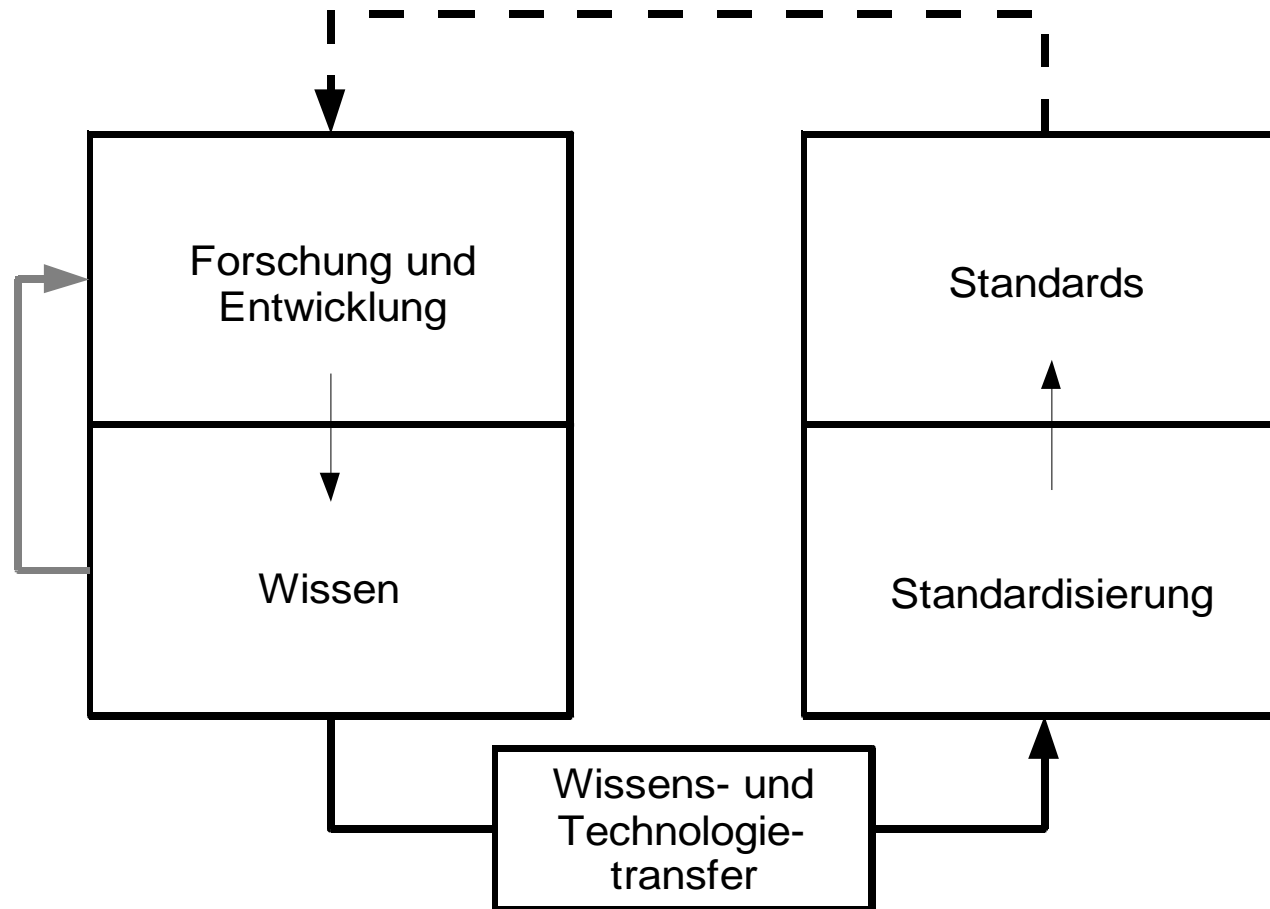 Forschung und
Entwicklung
Wissen
Standards
Standardisierung
Wissens- und
Technologie-
transfer